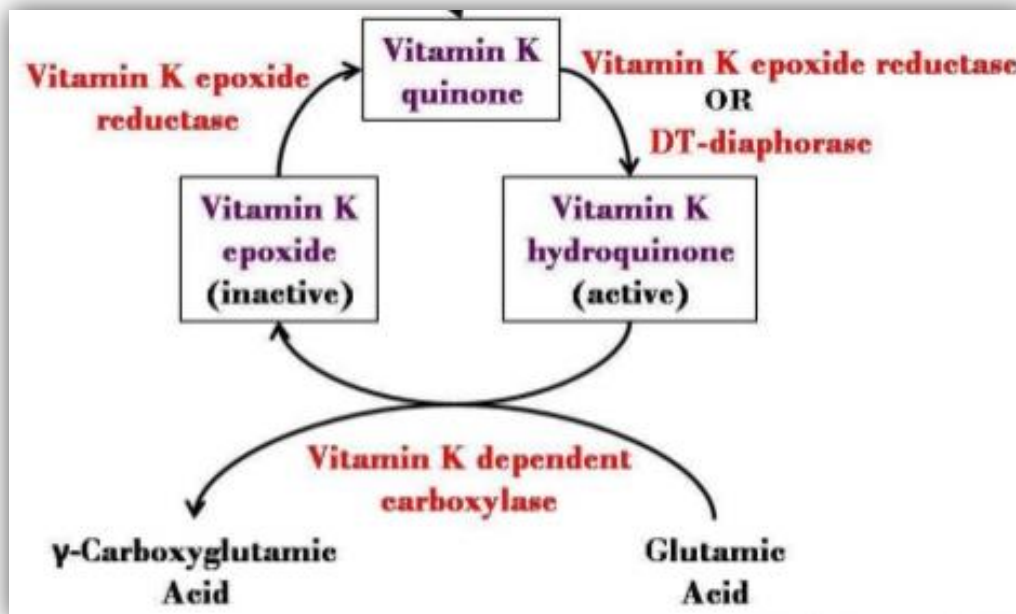 Vitamin K
quinone
Vitamin K epoxide
reductase
Vitamin K epoxide reductase
OR
DT-diaphorase
Vitamin K
epoxide
(inactive)
Vitamin K
hydroquinone
(active)
Vitamin K dependent
carboxylase
γ-Carboxyglutamic
Acid
Glutamic
Acid